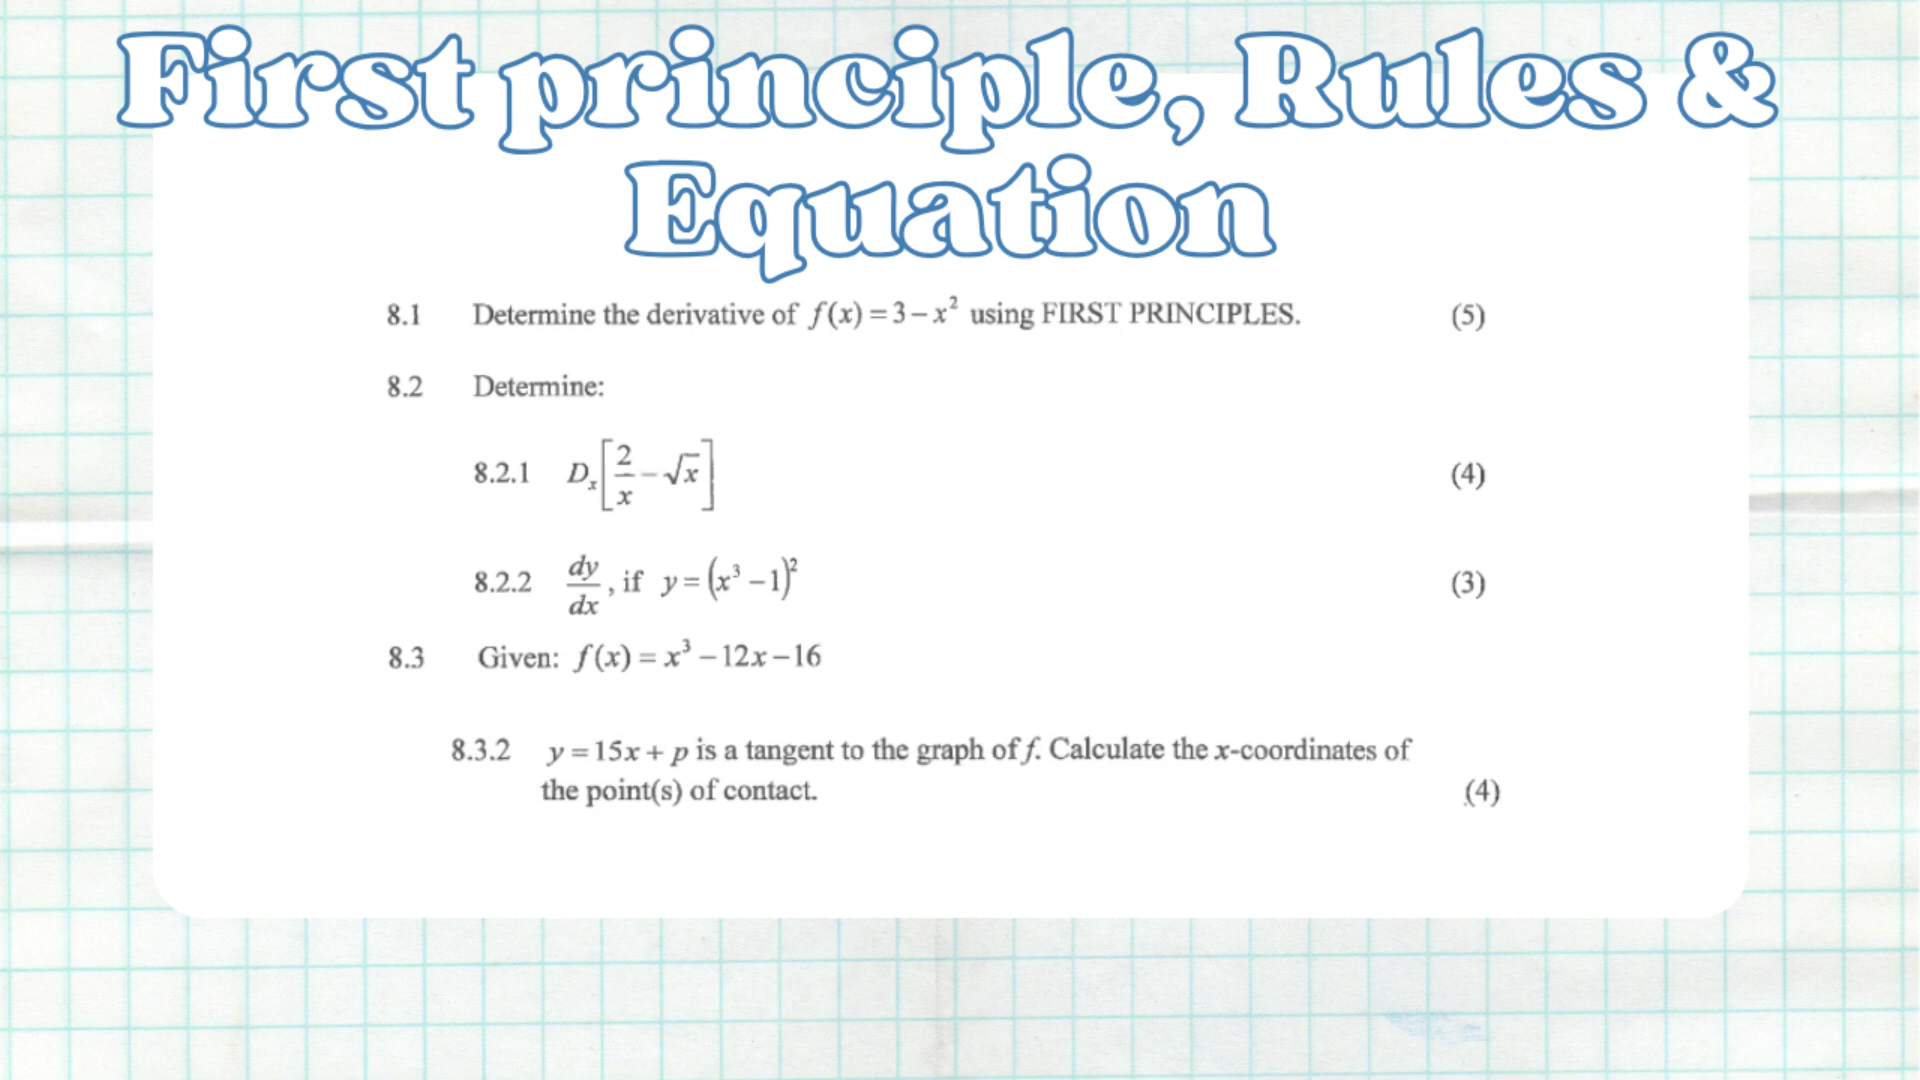 First principle, Rules &
Equation
8.1 Determine the derivative of f(x) = 3 – x² using FIRST PRINCIPLES. (5)
8.2 Determine:
8.2.1 Dₓ[2/x – √x] (4)
8.2.2 dy/dx, if y = (x³ – 1)² (3)
8.3 Given: f(x) = x³ – 12x – 16
8.3.2 y = 15x + p is a tangent to the graph of f. Calculate the x-coordinates of
the point(s) of contact. (4)